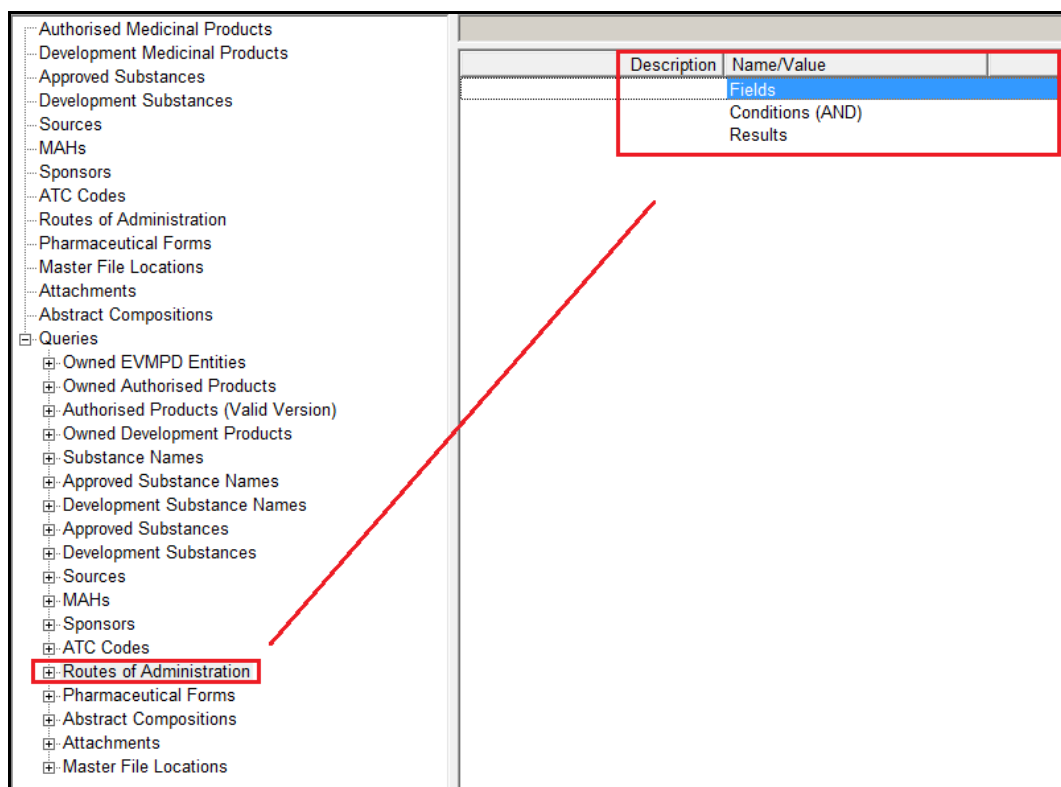 Authorised Medicinal Products
Development Medicinal Products
Approved Substances
Development Substances
Sources
MAHs
Sponsors
ATC Codes
Routes of Administration
Pharmaceutical Forms
Master File Locations
Attachments
Abstract Compositions
Queries
Owned EVMPD Entities
Owned Authorised Products
Authorised Products (Valid Version)
Owned Development Products
Substance Names
Approved Substance Names
Development Substance Names
Approved Substances
Development Substances
Sources
MAHs
Sponsors
ATC Codes
Routes of Administration
Pharmaceutical Forms
Abstract Compositions
Attachments
Master File Locations
Description Name/Value
Fields
Conditions (AND)
Results